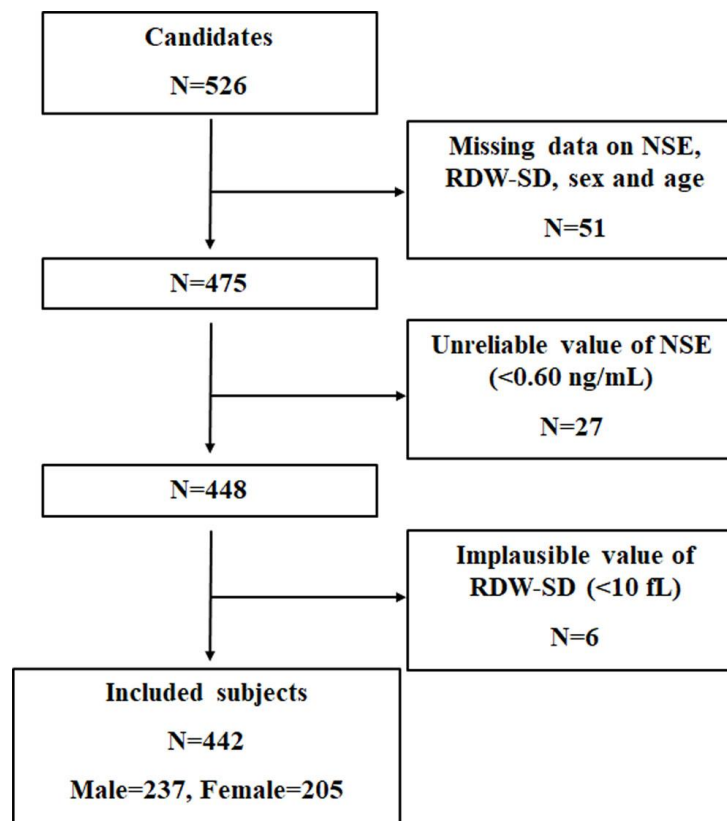 Candidates
N=526
Missing data on NSE,
RDW-SD, sex and age
N=51
N=475
Unreliable value of NSE
(<0.60 ng/mL)
N=27
N=448
Implausible value of
RDW-SD (<10 fL)
N=6
Included subjects
N=442
Male=237, Female=205